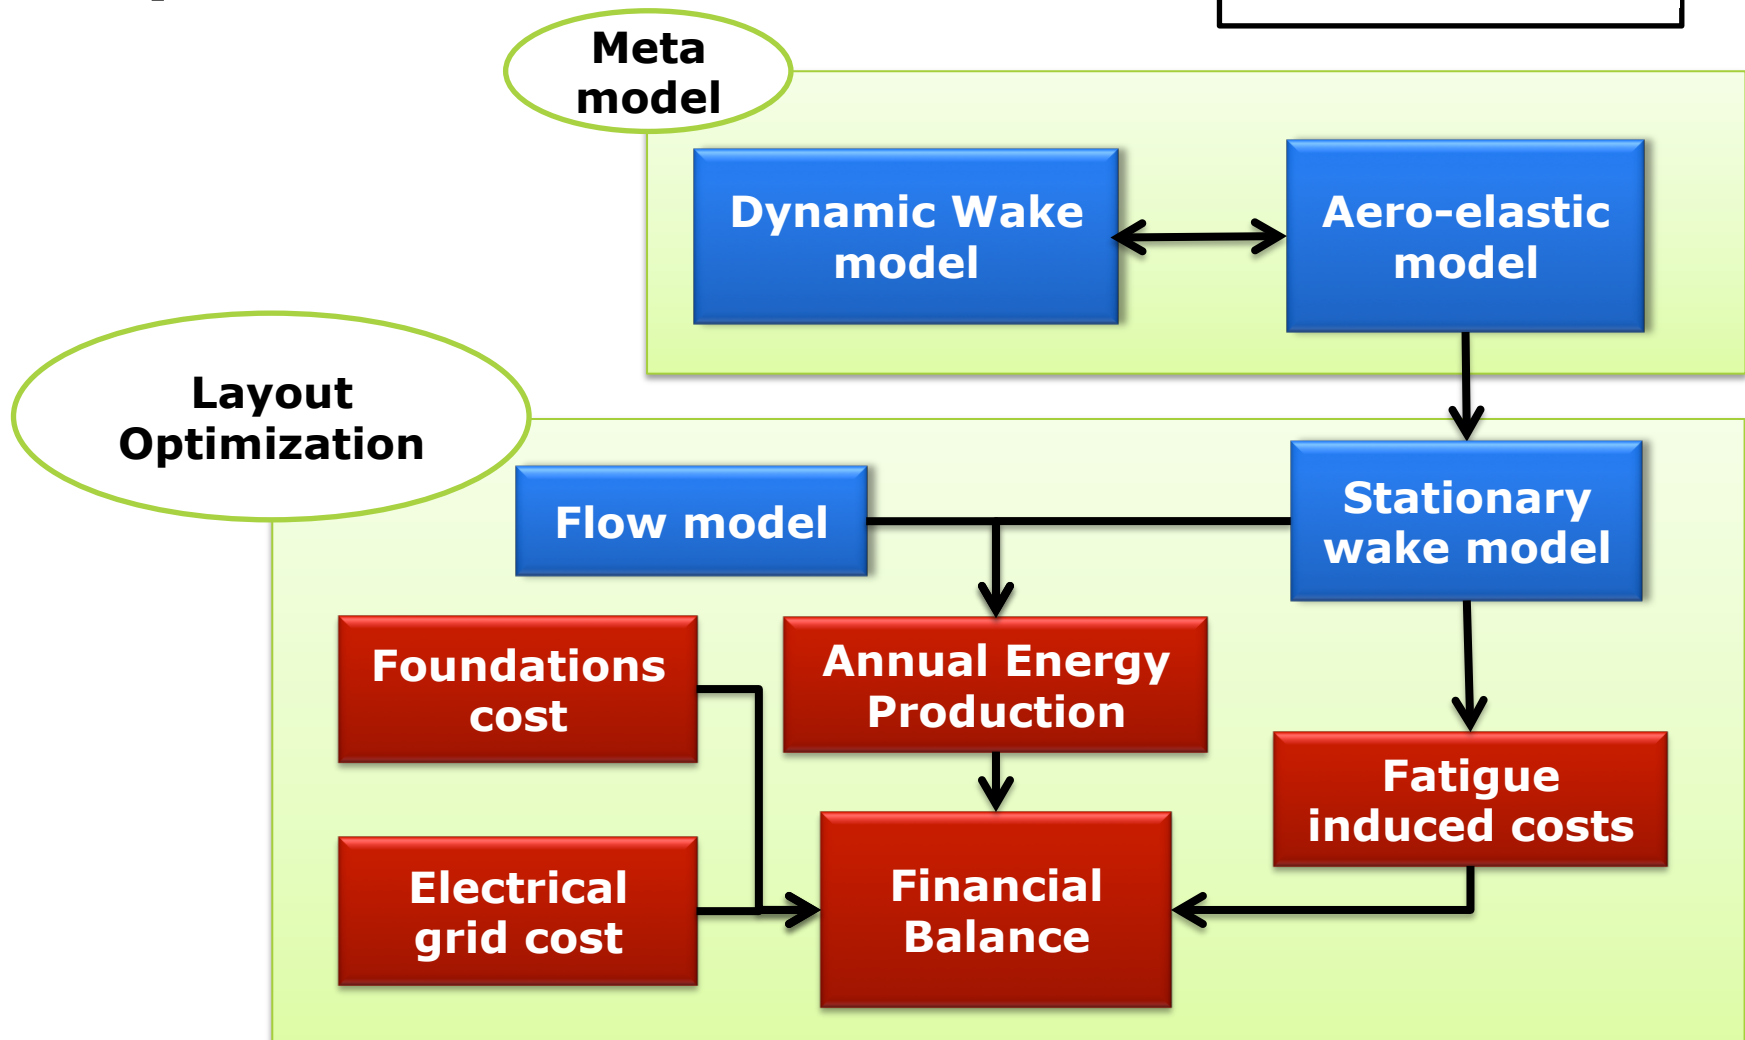 Meta
model
Dynamic Wake
model
Aero-elastic
model
Layout
Optimization
Flow model
Stationary
wake model
Foundations
cost
Annual Energy
Production
Fatigue
induced costs
Electrical
grid cost
Financial
Balance